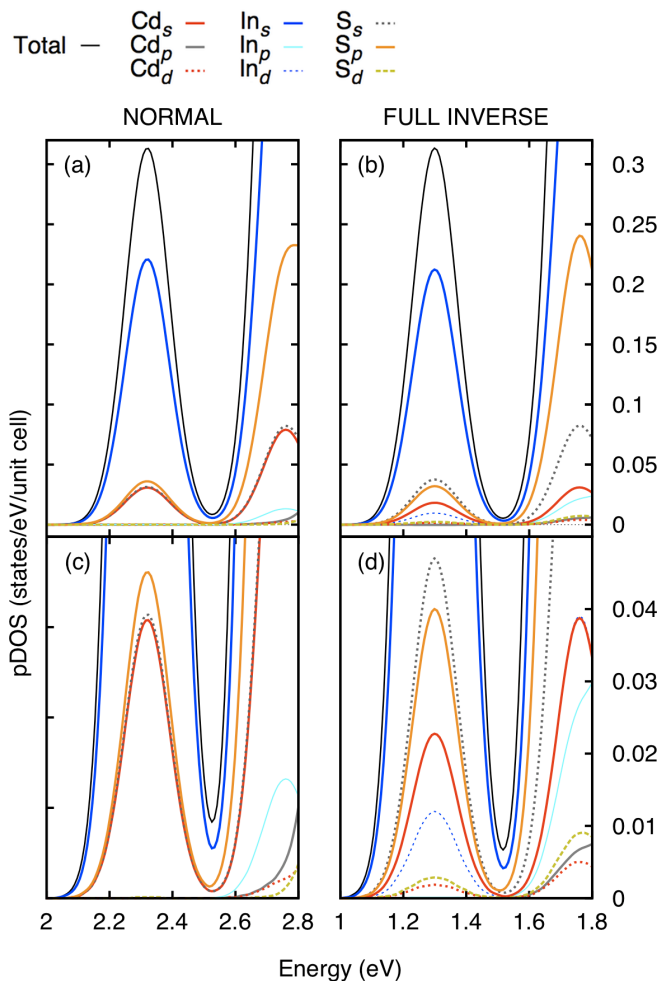 Cd_s In_s S_s
Total Cd_p In_p S_p
Cd_d In_d S_d
NORMAL FULL INVERSE
(a) (b) 0.3
0.25
0.2
0.15
0.1
0.05
0
pDOS (states/eV/unit cell)
(c) (d)
0.04
0.03
0.02
0.01
0
2 2.2 2.4 2.6 2.8 1 1.2 1.4 1.6 1.8
Energy (eV)